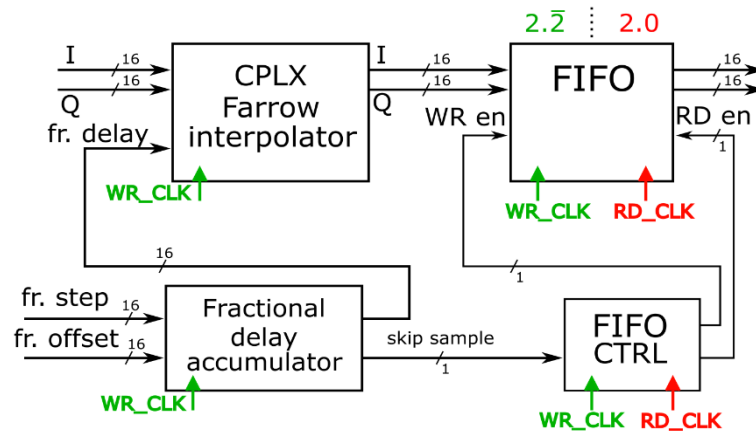 2.2̅ 2.0
I 16 CPLX Farrow interpolator I 16 FIFO 16
Q 16 Q 16 16
fr. delay WR en RD en
1
WR_CLK WR_CLK RD_CLK
16
1
fr. step 16 Fractional delay accumulator skip sample 1 FIFO CTRL
fr. offset 16
WR_CLK WR_CLK RD_CLK